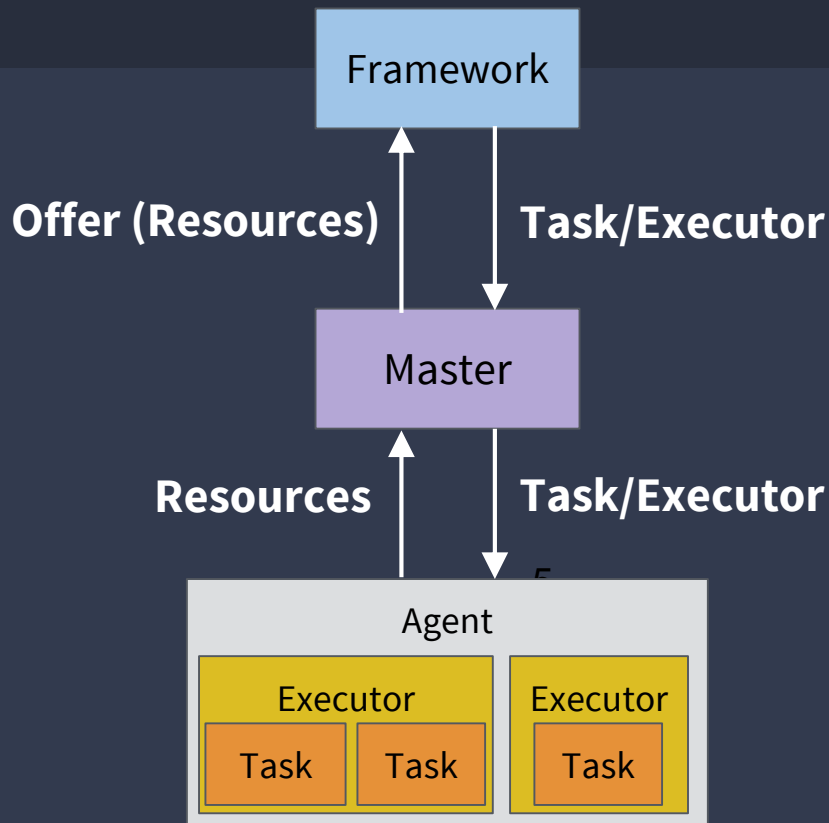 Framework
Offer (Resources)
Task/Executor
Master
Resources
Task/Executor
Agent
Executor
Executor
Task
Task
Task